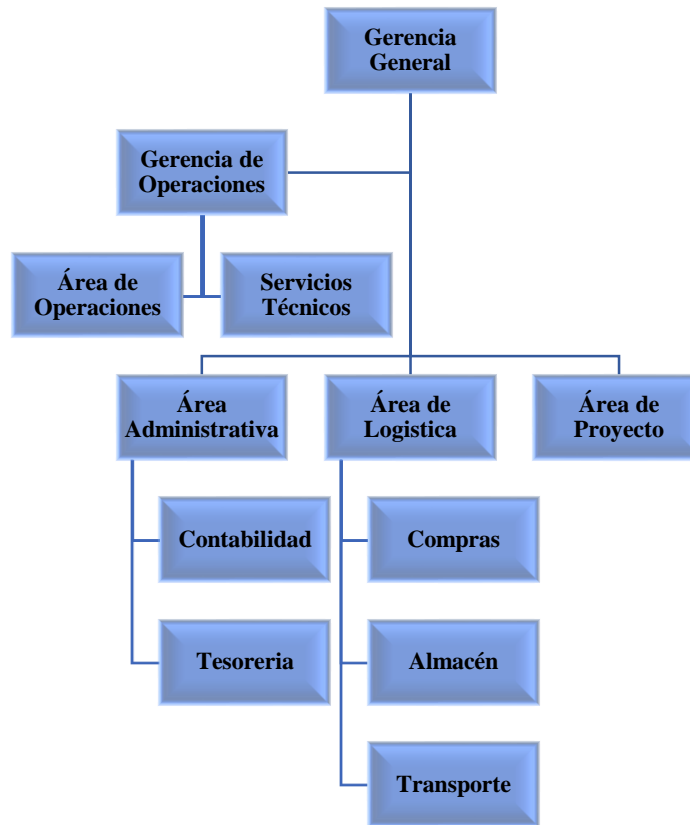 Gerencia
General
Gerencia de
Operaciones
Área de
Operaciones
Servicios
Técnicos
Área
Administrativa
Área de
Logistica
Área de
Proyecto
Contabilidad
Compras
Tesoreria
Almacén
Transporte